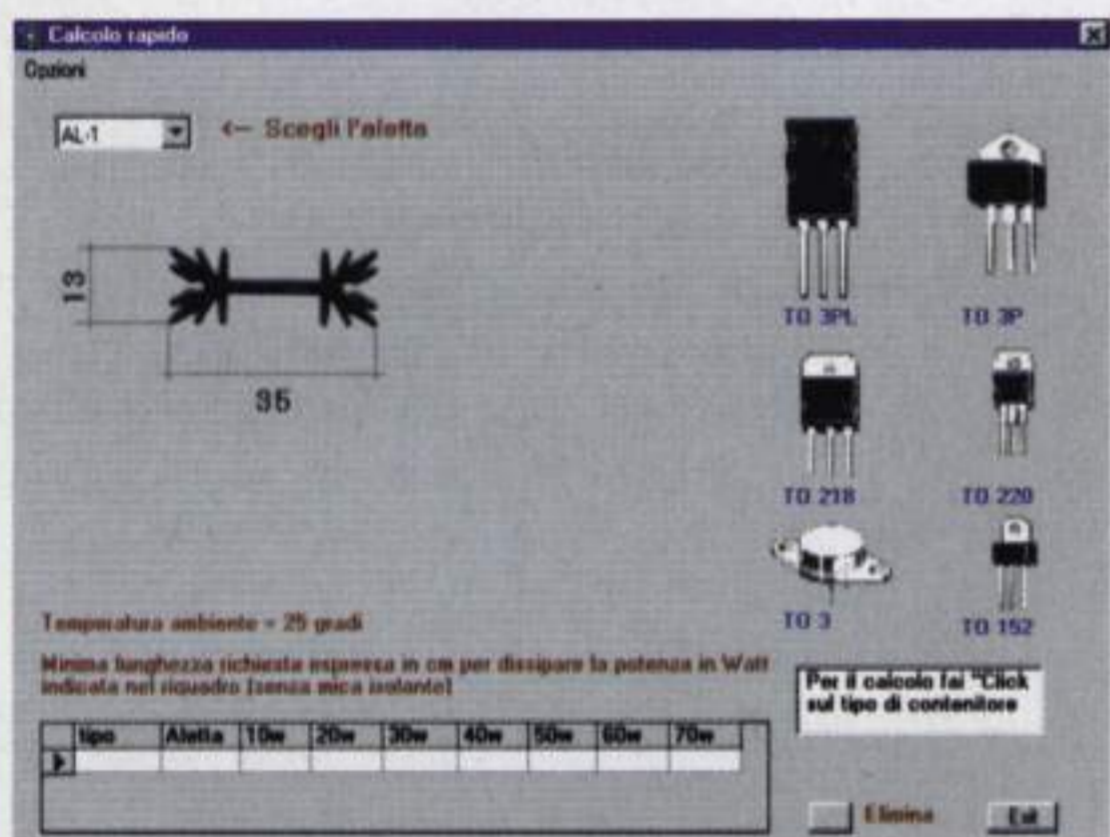 Calcolo rapido
Opzioni
AL-1
<- Scegli l'aletta
13
35
TO 3PL
TO 3P
TO 218
TO 220
TO 3
TO 152
Temperatura ambiente = 25 gradi
Minima lunghezza richiesta espressa in cm per dissipare la potenza in Watt
indicata nel riquadro (senza mica isolante)
Per il calcolo fai "Click
sul tipo di contenitore
tipo Aletta 10w 20w 30w 40w 50w 60w 70w
Elimina
Exit